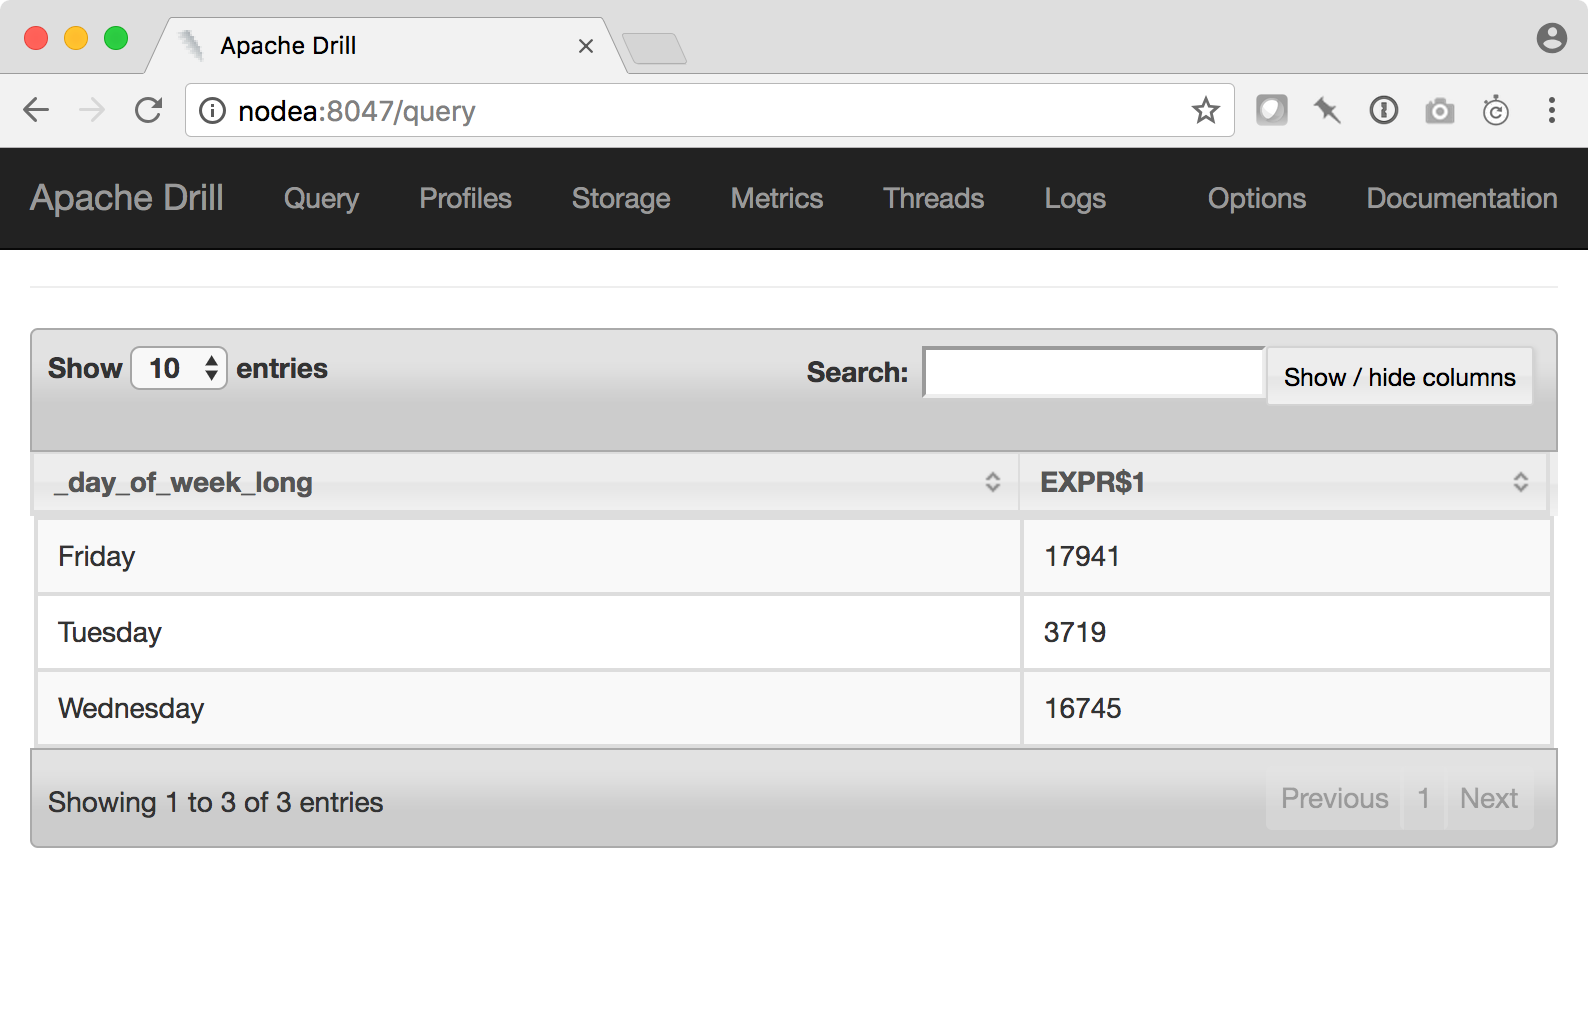 Apache Drill
nodea:8047/query
Apache Drill Query Profiles Storage Metrics Threads Logs Options Documentation
Show 10 entries Search: Show / hide columns
_day_of_week_long EXPR$1
Friday 17941
Tuesday 3719
Wednesday 16745
Showing 1 to 3 of 3 entries Previous 1 Next